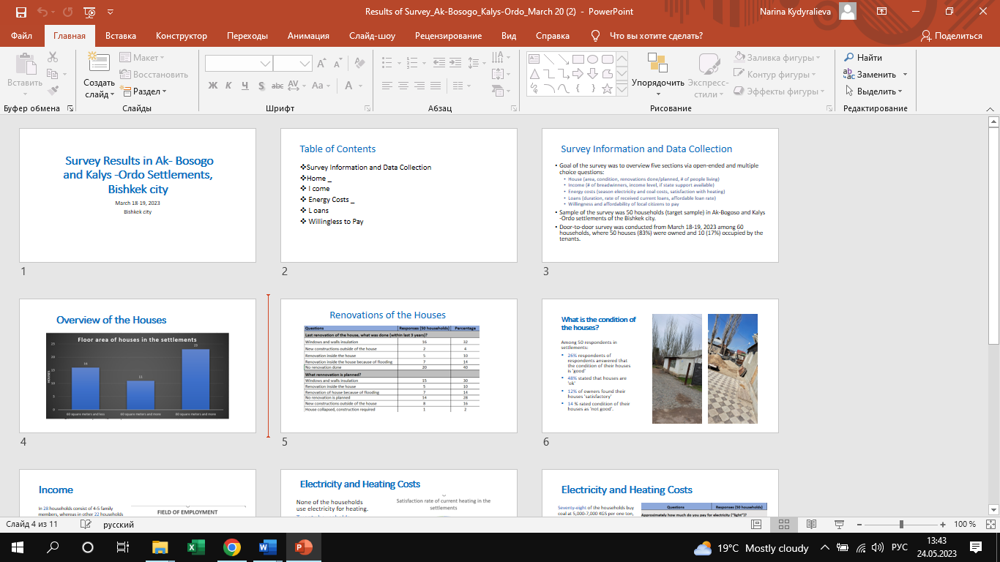 Results of Survey_Ak-Bosogo_Kalys-Ordo_March 20 (2) - PowerPoint
Narina Kydyralieva
Файл
Главная
Вставка
Конструктор
Переходы
Анимация
Слайд-шоу
Рецензирование
Вид
Справка
Что вы хотите сделать?
Поделиться
Вставить
Создать
слайд
Макет
Восстановить
Раздел
Ж К Ч S abc AV Aa A
Упорядочить
Экспресс-
стили
Заливка фигуры
Контур фигуры
Эффекты фигуры
Найти
Заменить
Выделить
Буфер обмена
Слайды
Шрифт
Абзац
Рисование
Редактирование
Survey Results in Ak- Bosogo
and Kalys -Ordo Settlements,
Bishkek city
March 18-19, 2023
Bishkek city
1
Table of Contents
Survey Information and Data Collection
Home _
I come
Energy Costs _
L oans
Willingless to Pay
2
Survey Information and Data Collection
• Goal of the survey was to overview five sections via open-ended and multiple
choice questions:
• House (area, condition, renovations done/planned, # of people living)
• Income (# of breadwinners, income level, if state support available)
• Energy costs (season electricity and coal costs, satisfaction with heating)
• Loans (duration, rate of received current loans, affordable loan rate)
• Willingness and affordability of local citizens to pay
• Sample of the survey was 50 households (target sample) in Ak-Bogoso and Kalys
-Ordo settlements of the Bishkek city.
• Door-to-door survey was conducted from March 18-19, 2023 among 60
households, where 50 houses (83%) were owned and 10 (17%) occupied by the
tenants.
3
Overview of the Houses
Floor area of houses in the settlements
16
11
23
60 square meters and less
60 square meters and more
80 square meters and more
4
Renovations of the Houses
Questions Responses (50 households) Percentage
Last renovation of the house, what was done (within last 3 years)?
Windows and walls insulation 16 32
New constructions outside of the house 2 4
Renovation inside the house 5 10
Renovation inside the house because of flooding 7 14
No renovation done 20 40
What rennovation is planned?
Windows and walls insulation 15 30
Renovation inside the house 5 10
Renovation of house because of flooding 7 14
No renovation is planned 14 28
New constructions outside of the house 8 16
House collapsed, construction required 1 2
5
What is the condition of
the houses?
Among 50 respondents in
settlements:
• 26% respondents of
respondents answered that
the condition of their houses
is 'good'
• 48% stated that houses are
'ok'
• 12% of owners found their
houses 'satisfactory'
• 14 % rated condition of their
houses as 'not good'.
6
Income
In 28 households consist of 4-5 family
members, whereas in other 22 households
FIELD OF EMPLOYMENT
Electricity and Heating Costs
None of the households
use electricity for heating.
Satisfaction rate of current heating in the
settlements
Electricity and Heating Costs
Seventy-eight of the households buy
coal at 5,000-7,000 KGS per one ton,
Questions Responses (50 households)
Approximately how much do you pay for electricity ("light")?
Слайд 4 из 11
русский
100 %
19°C Mostly cloudy
РУС
13:43
24.05.2023